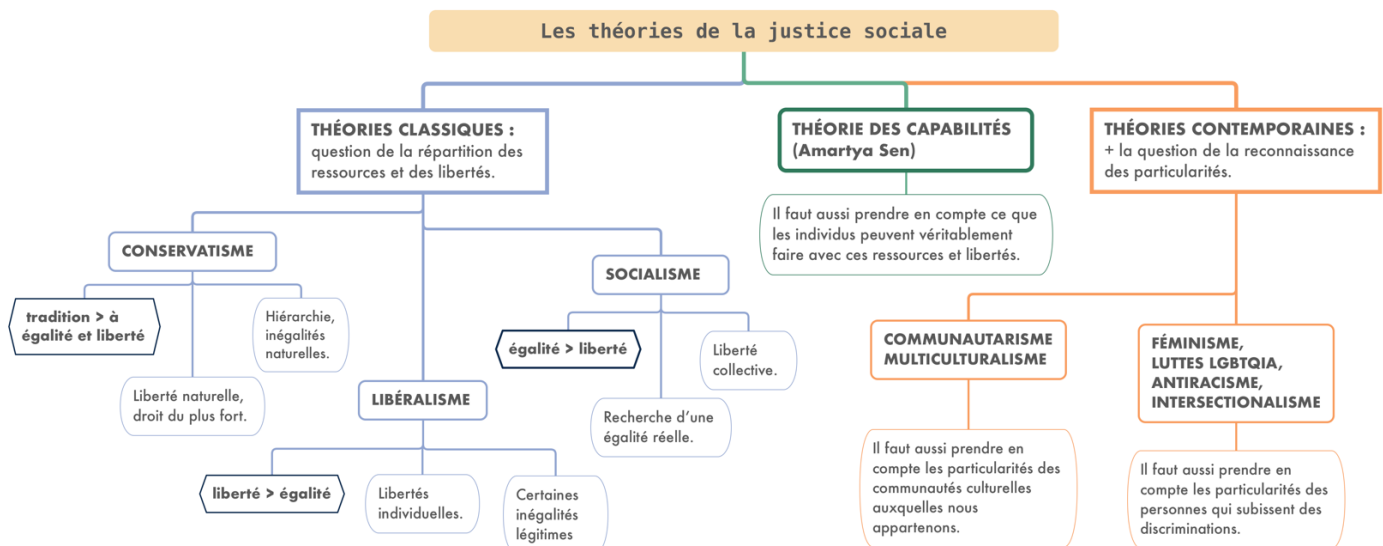 Les théories de la justice sociale
THÉORIES CLASSIQUES :
question de la répartition des
ressources et des libertés.
THÉORIE DES CAPABILITÉS
(Amartya Sen)
THÉORIES CONTEMPORAINES :
+ la question de la reconnaissance
des particularités.
Il faut aussi prendre en compte ce que
les individus peuvent véritablement
faire avec ces ressources et libertés.
CONSERVATISME
tradition > à
égalité et liberté
Liberté naturelle,
droit du plus fort.
Hiérarchie,
inégalités
naturelles.
LIBÉRALISME
liberté > égalité
Libertés
individuelles.
Certaines
inégalités
légitimes
SOCIALISME
égalité > liberté
Recherche d’une
égalité réelle.
Liberté
collective.
COMMUNAUTARISME
MULTICULTURALISME
Il faut aussi prendre en
compte les particularités des
communautés culturelles
auxquelles nous
appartenons.
FÉMINISME,
LUTTES LGBTQIA,
ANTIRACISME,
INTERSECTIONALISME
Il faut aussi prendre en
compte les particularités des
personnes qui subissent des
discriminations.